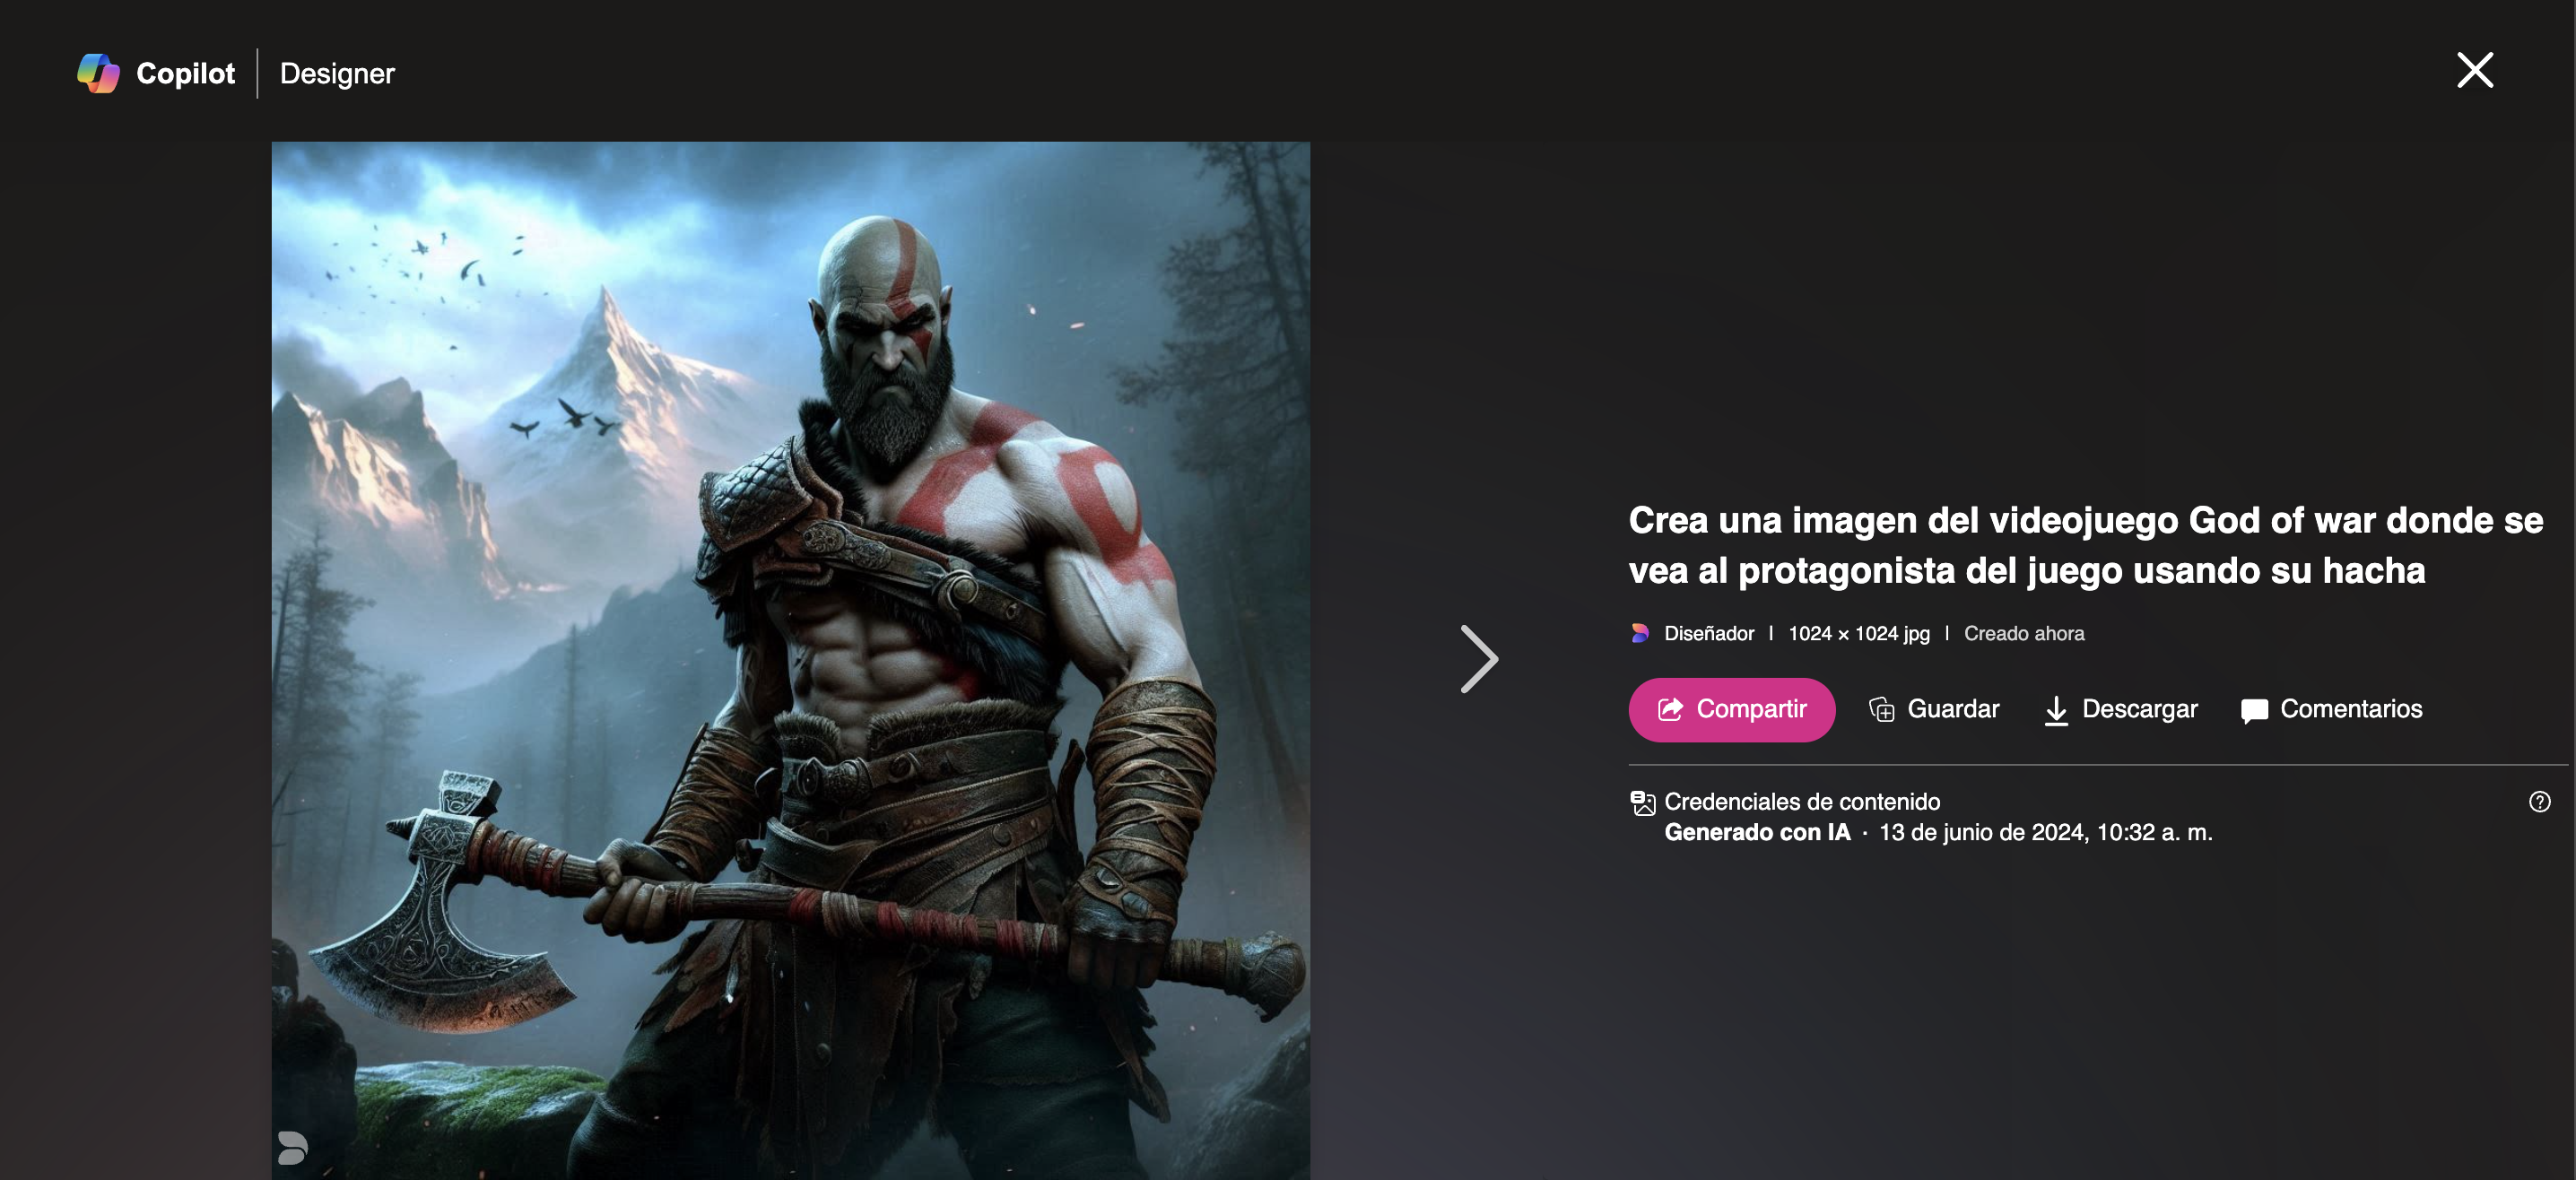 Copilot | Designer
Crea una imagen del videojuego God of war donde se
vea al protagonista del juego usando su hacha
Diseñador | 1024 × 1024 jpg | Creado ahora
Compartir Guardar Descargar Comentarios
Credenciales de contenido
Generado con IA · 13 de junio de 2024, 10:32 a. m.